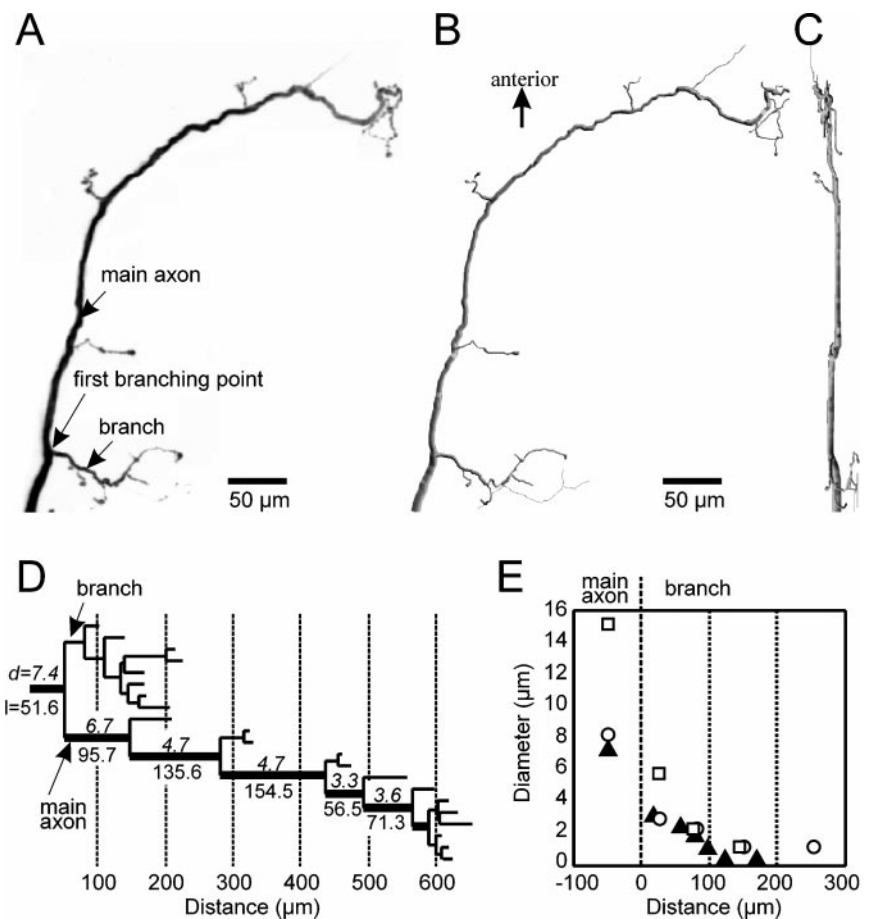 A
B
C
anterior
main axon
first branching point
branch
50 µm
50 µm
D
branch
d=7.4
l=51.6
6.7
95.7
4.7
135.6
4.7
154.5
3.3
56.5
3.6
71.3
main
axon
100 200 300 400 500 600
Distance (µm)
E
main
axon
branch
Diameter (µm)
16
14
12
10
8
6
4
2
0
-100 0 100 200 300
Distance (µm)